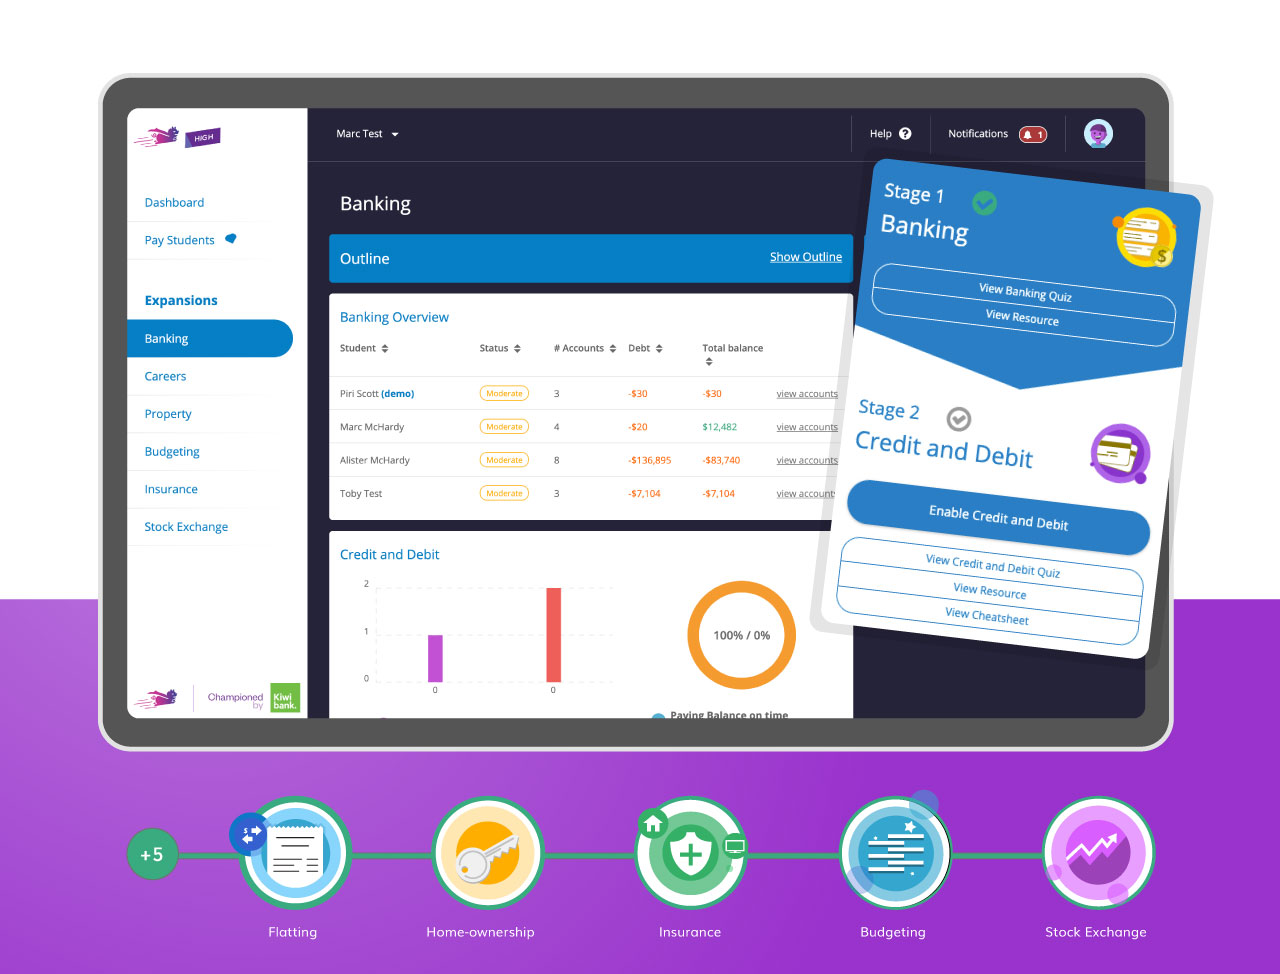 HIGH
Marc Test
Help ?
Notifications 1
Dashboard
Pay Students
Expansions
Banking
Careers
Property
Budgeting
Insurance
Stock Exchange
Championed
by
Kiwi
bank.
Banking
Outline
Show Outline
Banking Overview
Student Status # Accounts Debt Total balance
Piri Scott (demo) Moderate 3 -$30 -$30 view accounts
Marc McHardy Moderate 4 -$20 $12,482 view accounts
Alister McHardy Moderate 8 -$136,895 -$83,740 view accounts
Toby Test Moderate 3 -$7,104 -$7,104 view accounts
Credit and Debit
2
1
0
0 0
100% / 0%
Paying Balance on time
Stage 1
Banking
$
View Banking Quiz
View Resource
Stage 2
Credit and Debit
Enable Credit and Debit
View Credit and Debit Quiz
View Resource
View Cheatsheet
+5
$
Flatting
Home-ownership
Insurance
Budgeting
Stock Exchange